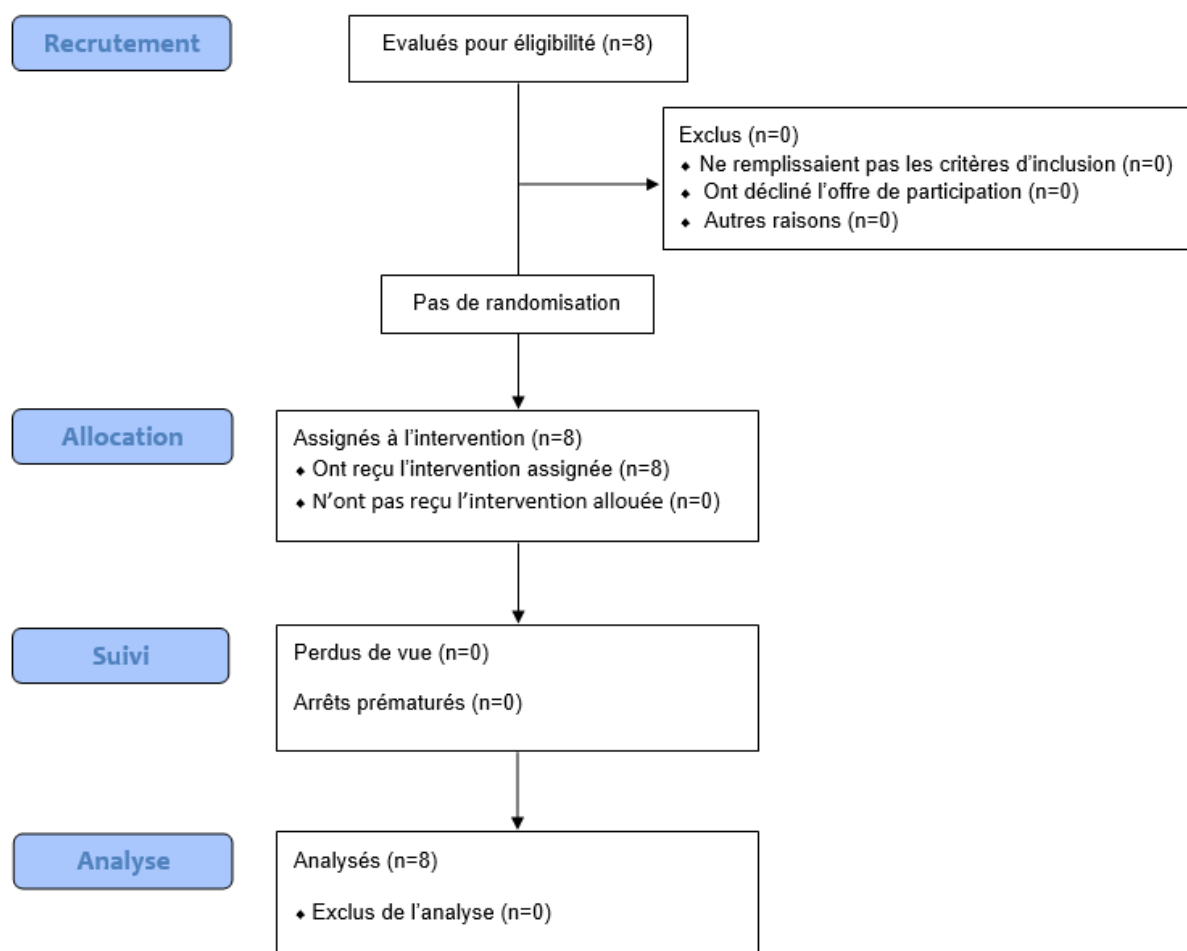 Recrutement
Evalués pour éligibilité (n=8)
Exclus (n=0)
⬥ Ne remplissaient pas les critères d'inclusion (n=0)
⬥ Ont décliné l'offre de participation (n=0)
⬥ Autres raisons (n=0)
Pas de randomisation
Allocation
Assignés à l'intervention (n=8)
⬥ Ont reçu l'intervention assignée (n=8)
⬥ N'ont pas reçu l'intervention allouée (n=0)
Suivi
Perdus de vue (n=0)
Arrêts prématurés (n=0)
Analyse
Analysés (n=8)
⬥ Exclus de l'analyse (n=0)